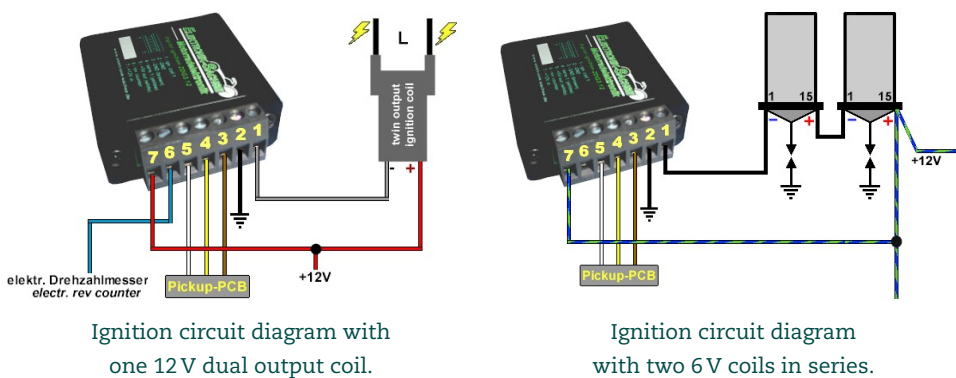 L
twin output
ignition coil
- +
7 6 5 4 3 2 1
+12V
elektr. Drehzahlmesser
electr. rev counter
Pickup-PCB
Ignition circuit diagram with
one 12 V dual output coil.
1 15
- +
1 15
- +
+12V
7 6 5 4 3 2 1
Pickup-PCB
Ignition circuit diagram
with two 6 V coils in series.